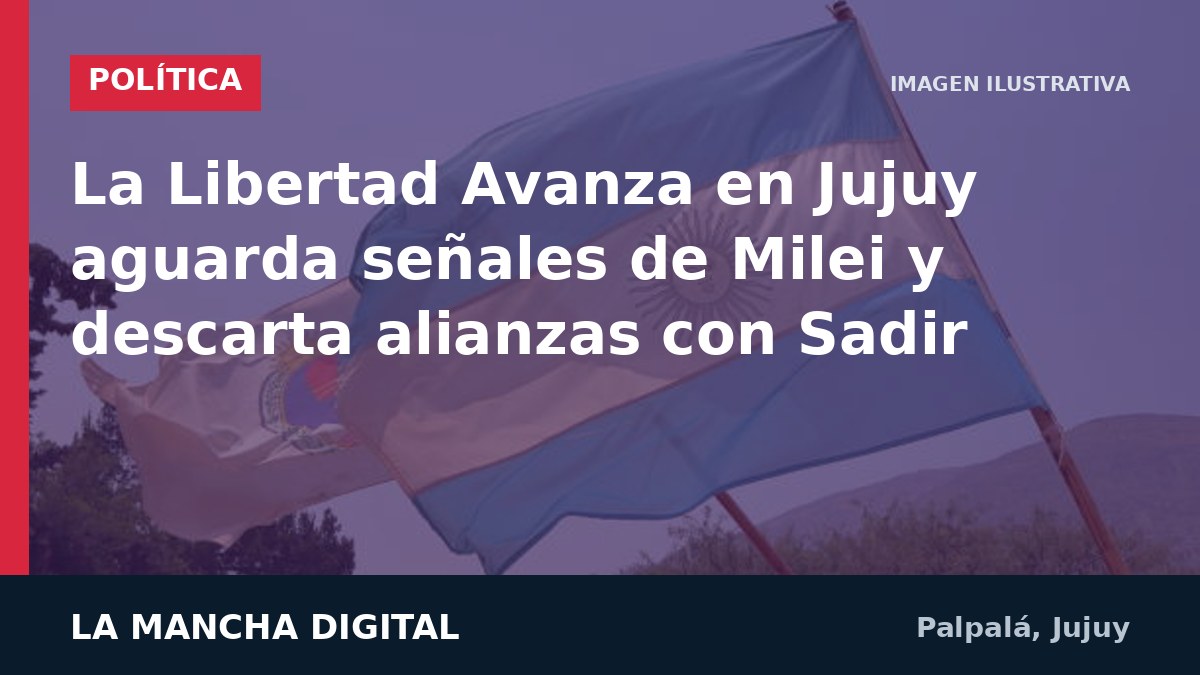 POLÍTICA
IMAGEN ILUSTRATIVA
La Libertad Avanza en Jujuy
aguarda señales de Milei y
descarta alianzas con Sadir
LA MANCHA DIGITAL
Palpalá, Jujuy